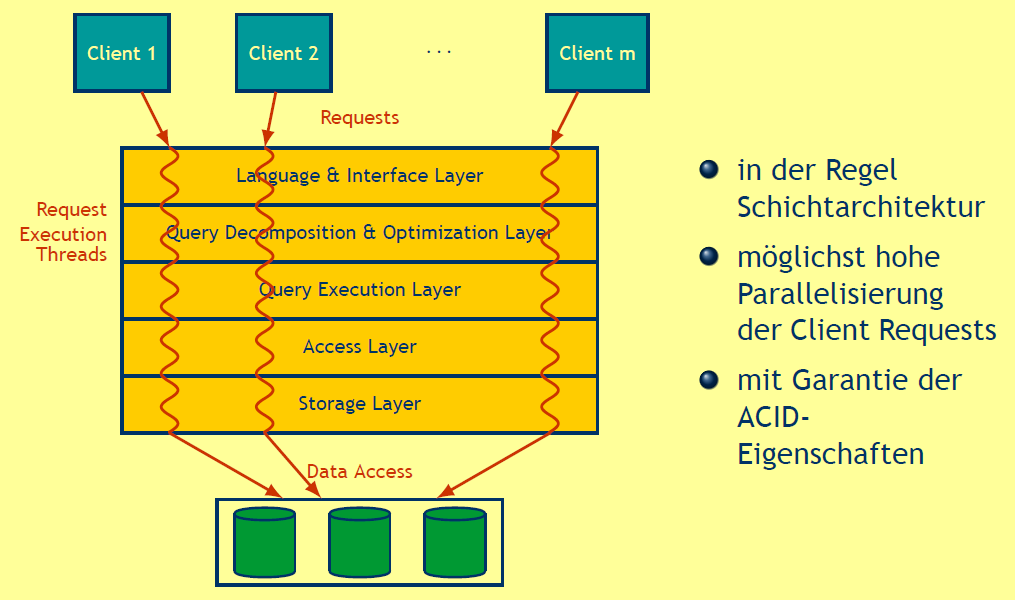 Client 1
Client 2
. . .
Client m
Requests
Language & Interface Layer
Request
Execution
Threads
Query Decomposition & Optimization Layer
Query Execution Layer
Access Layer
Storage Layer
Data Access
in der Regel
Schichtarchitektur
möglichst hohe
Parallelisierung
der Client Requests
mit Garantie der
ACID-
Eigenschaften